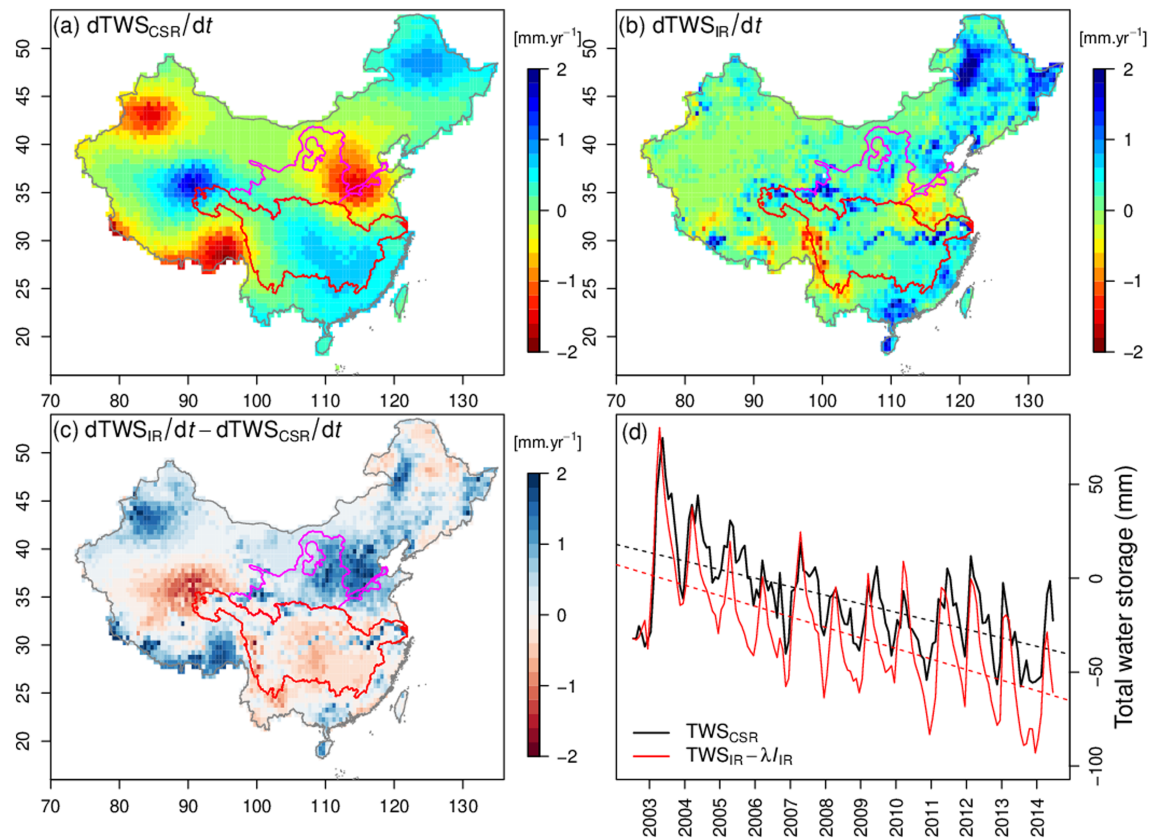 (a) dTWS_CSR/dt
[mm.yr⁻¹]
50
45
40
35
30
25
20
2
1
0
−1
−2
70 80 90 100 110 120 130
(b) dTWS_IR/dt
[mm.yr⁻¹]
50
45
40
35
30
25
20
2
1
0
−1
−2
70 80 90 100 110 120 130
(c) dTWS_IR/dt − dTWS_CSR/dt
[mm.yr⁻¹]
50
45
40
35
30
25
20
2
1
0
−1
−2
70 80 90 100 110 120 130
(d)
50
0
−50
−100
Total water storage (mm)
TWS_CSR
TWS_IR − λI_IR
2003 2004 2005 2006 2007 2008 2009 2010 2011 2012 2013 2014